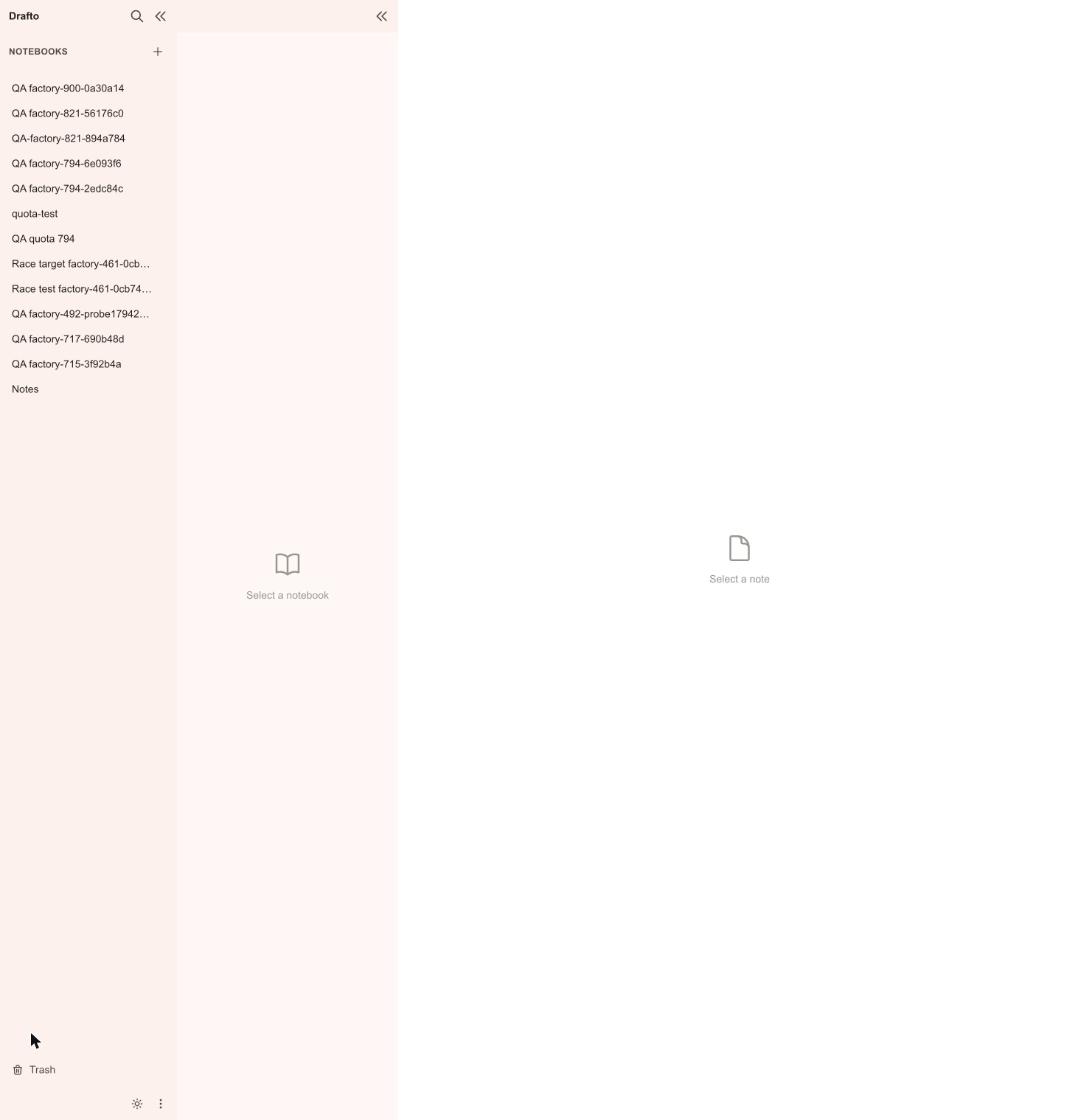 Drafto
NOTEBOOKS
QA factory-900-0a30a14
QA factory-821-56176c0
QA-factory-821-894a784
QA factory-794-6e093f6
QA factory-794-2edc84c
quota-test
QA quota 794
Race target factory-461-0cb…
Race test factory-461-0cb74…
QA factory-492-probe17942…
QA factory-717-690b48d
QA factory-715-3f92b4a
Notes
Select a notebook
Select a note
Trash